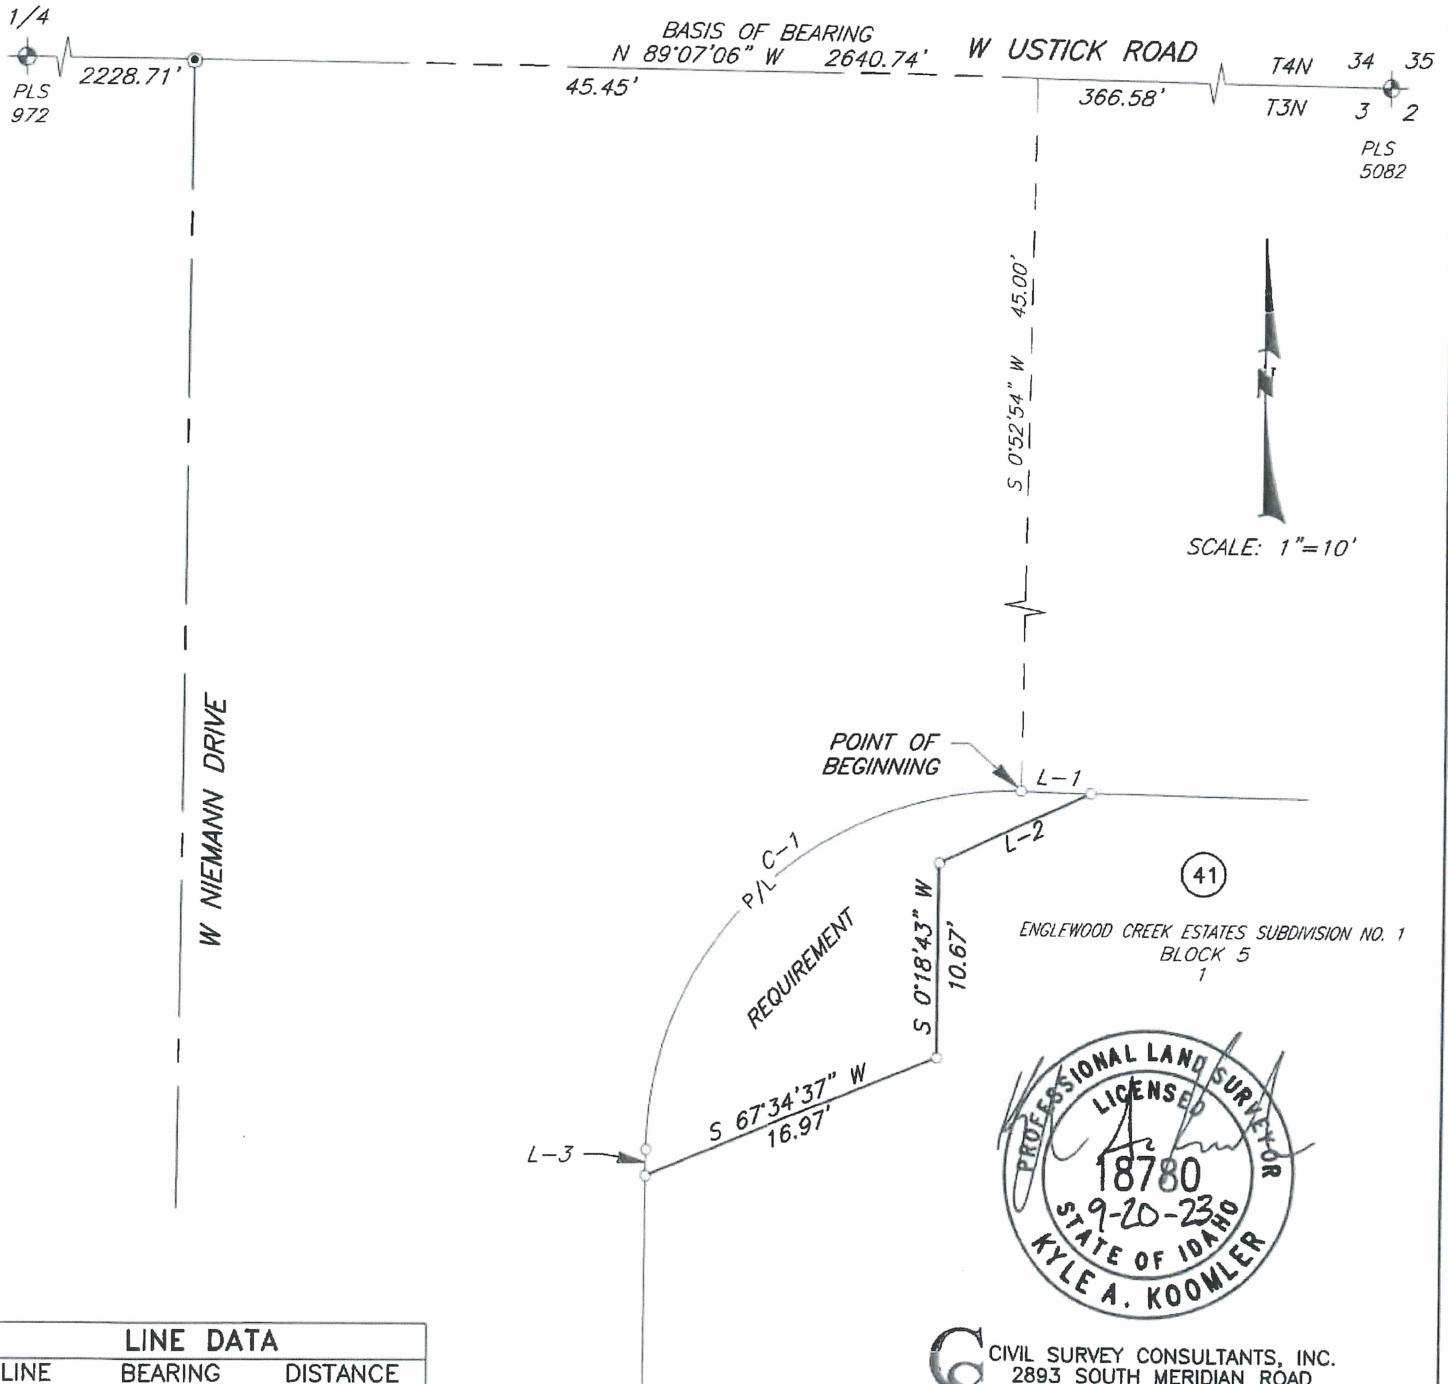 1/4
PLS
972
2228.71'
BASIS OF BEARING
N 89°07'06" W 2640.74'
45.45'
W USTICK ROAD
366.58'
T4N 34 35
T3N 3 2
PLS
5082
S 0°52'54" W 45.00'
N
SCALE: 1"=10'
W NIEMANN DRIVE
POINT OF
BEGINNING
L-1
L-2
C-1
P/L
REQUIREMENT
S 0°18'43" W
10.67'
41
ENGLEWOOD CREEK ESTATES SUBDIVISION NO. 1
BLOCK 5
1
S 67°34'37" W
16.97'
L-3
PROFESSIONAL LAND SURVEYOR
LICENSED
18780
9-20-23
STATE OF IDAHO
KYLE A. KOOMLER
LINE DATA
LINE BEARING DISTANCE
CIVIL SURVEY CONSULTANTS, INC.
2893 SOUTH MERIDIAN ROAD